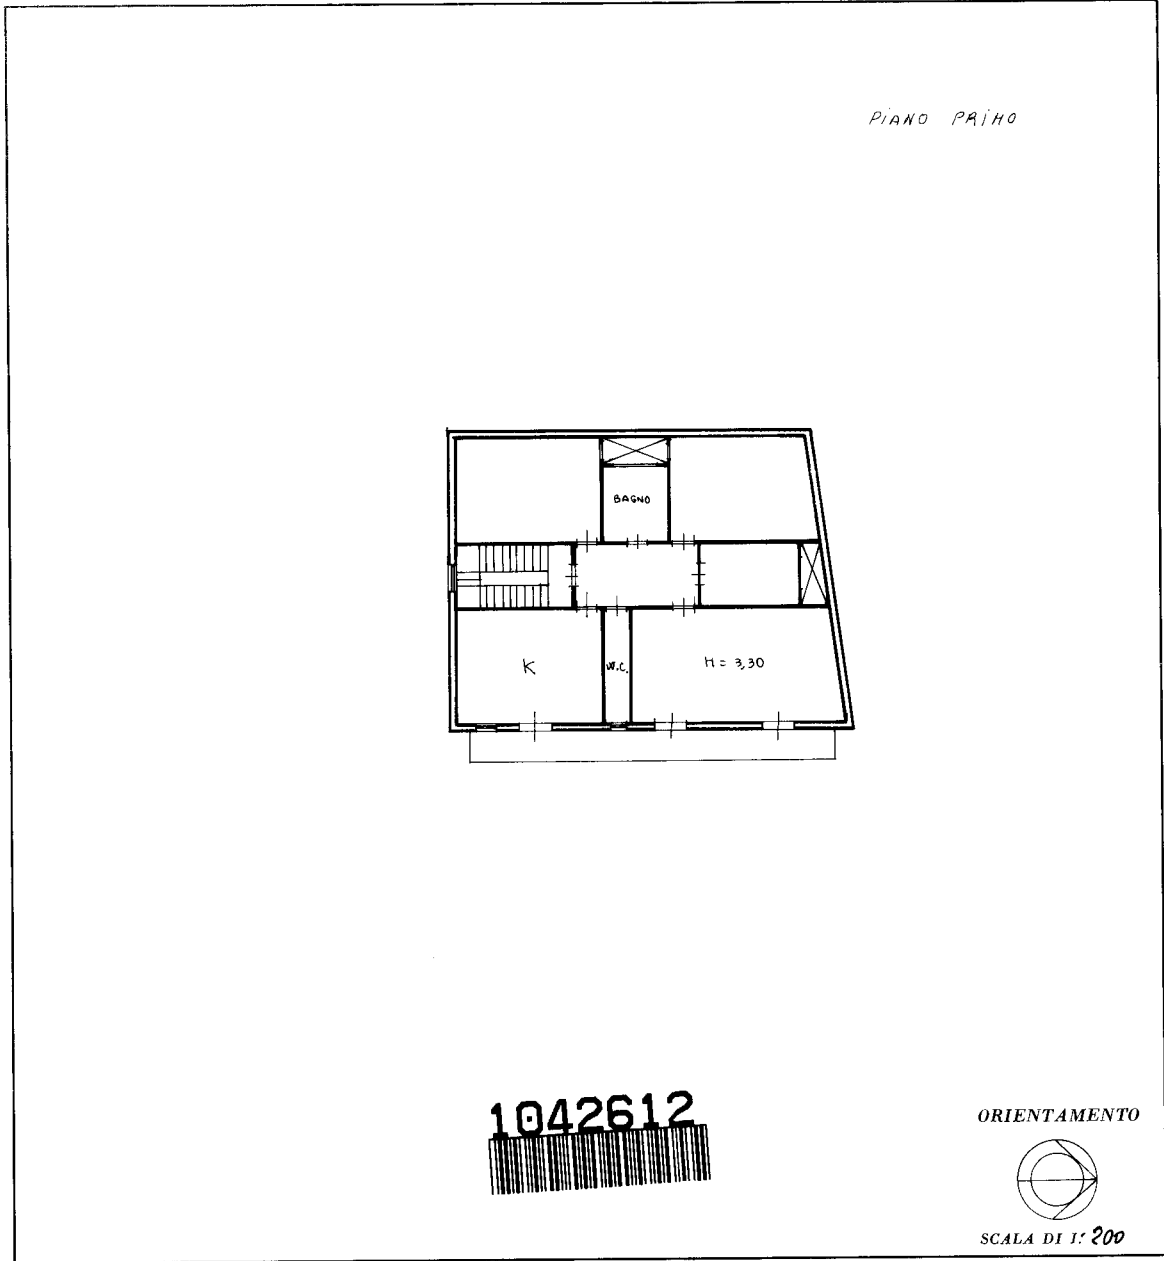 PIANO PRIMO
BAGNO
K
W.C.
H = 3,30
1042612
ORIENTAMENTO
SCALA DI 1: 200